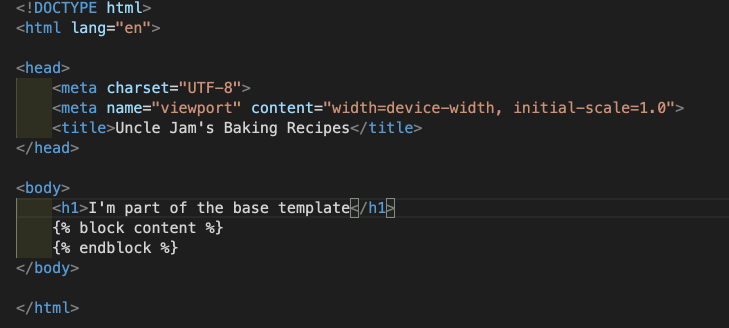 <!DOCTYPE html>
<html lang="en">
<head>
<meta charset="UTF-8">
<meta name="viewport" content="width=device-width, initial-scale=1.0">
<title>Uncle Jam's Baking Recipes</title>
</head>
<body>
<h1>I'm part of the base template</h1>
{% block content %}
{% endblock %}
</body>
</html>